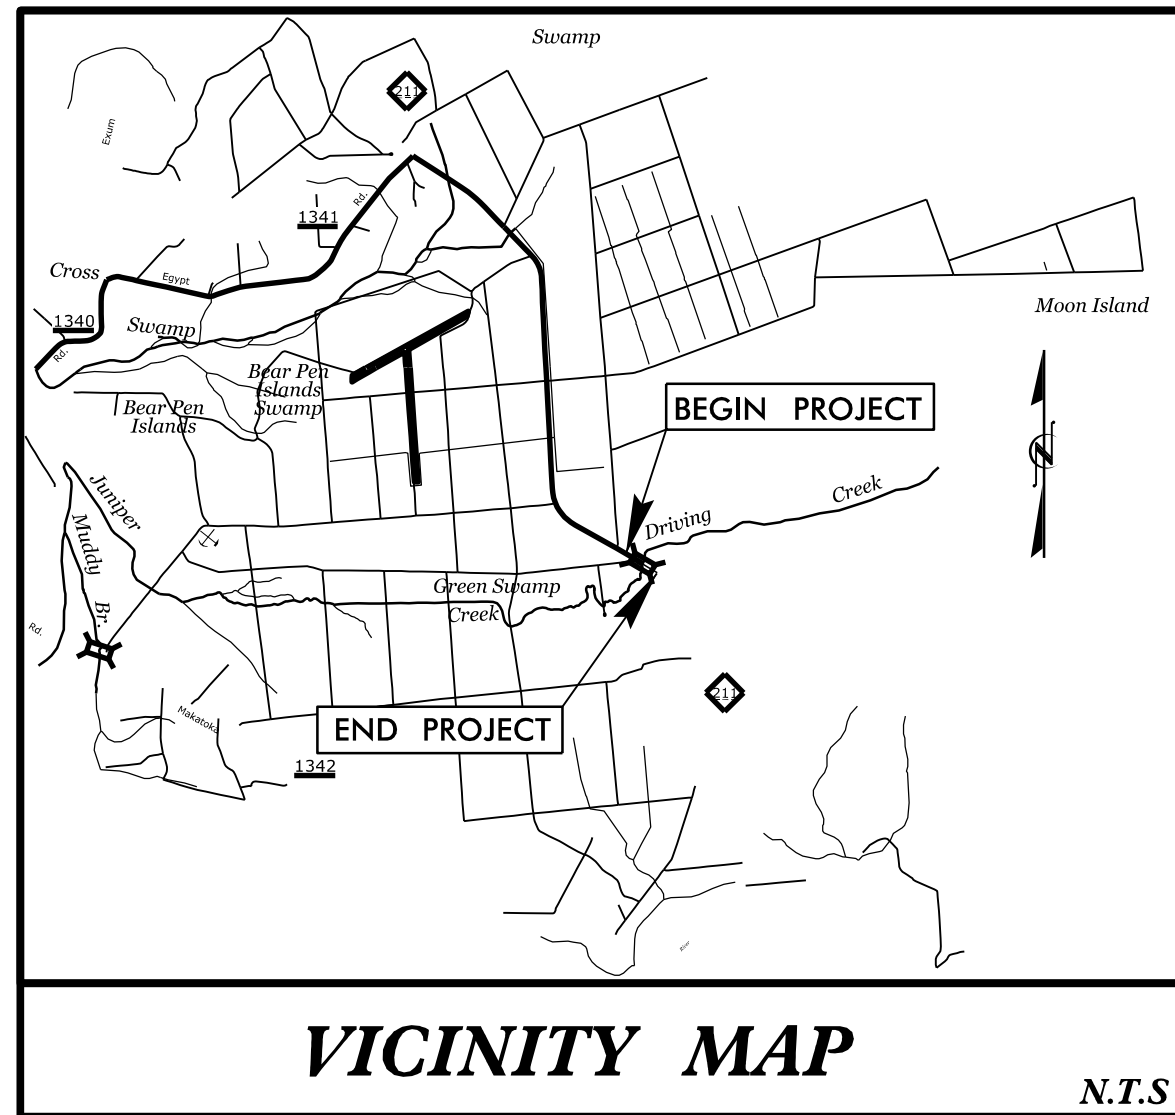 Swamp
211
Exum
Rd.
1341
Cross
Egypt
1340
Swamp
Rd.
Bear Pen
Islands
Swamp
Bear Pen
Islands
Moon Island
BEGIN PROJECT
N
Juniper
Muddy
Br.
Driving
Creek
Green Swamp
Creek
Rd.
Makatoka
END PROJECT
211
1342
River
VICINITY MAP
N.T.S